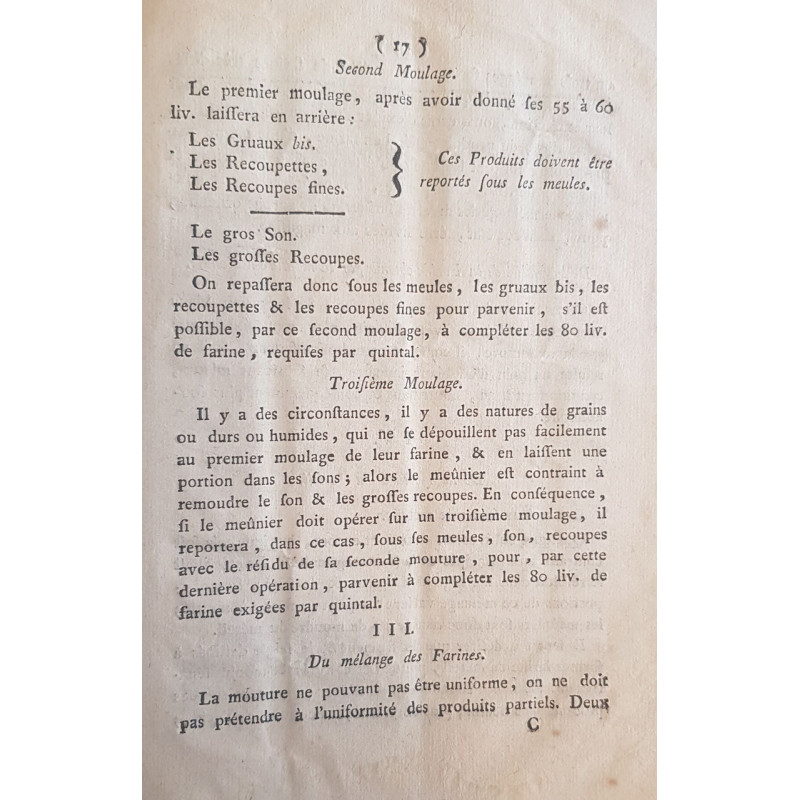 ( 17 )
Second Moulage.
Le premier moulage, après avoir donné ſes 55 à 60
liv. laiſſera en arrière :
Les Gruaux bis.
Les Recoupettes,
Les Recoupes fines.
} Ces Produits doivent être
reportés ſous les meules.
Le gros Son.
Les groſſes Recoupes.
On repaſſera donc ſous les meules, les gruaux bis, les
recoupettes & les recoupes fines pour parvenir, s'il eſt
poſſible, par ce ſecond moulage, à compléter les 80 liv.
de farine, requiſes par quintal.
Troiſième Moulage.
Il y a des circonſtances, il y a des natures de grains
ou durs ou humides, qui ne ſe dépouillent pas facilement
au premier moulage de leur farine, & en laiſſent une
portion dans les ſons ; alors le meûnier eſt contraint à
remoudre le ſon & les groſſes recoupes. En conſéquence,
ſi le meûnier doit opérer ſur un troiſième moulage, il
reportera, dans ce cas, ſous ſes meules, ſon, recoupes
avec le réſidu de ſa ſeconde mouture, pour, par cette
dernière opération, parvenir à compléter les 80 liv. de
farine exigées par quintal.
III.
Du mélange des Farines.
La mouture ne pouvant pas être uniforme, on ne doit
pas prétendre à l'uniformité des produits partiels. Deux
C